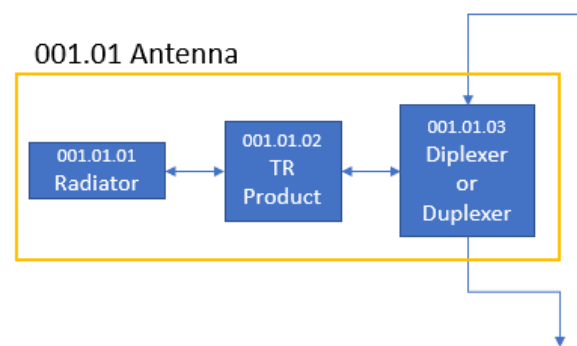 001.01 Antenna
001.01.01
Radiator
001.01.02
TR
Product
001.01.03
Diplexer
or
Duplexer